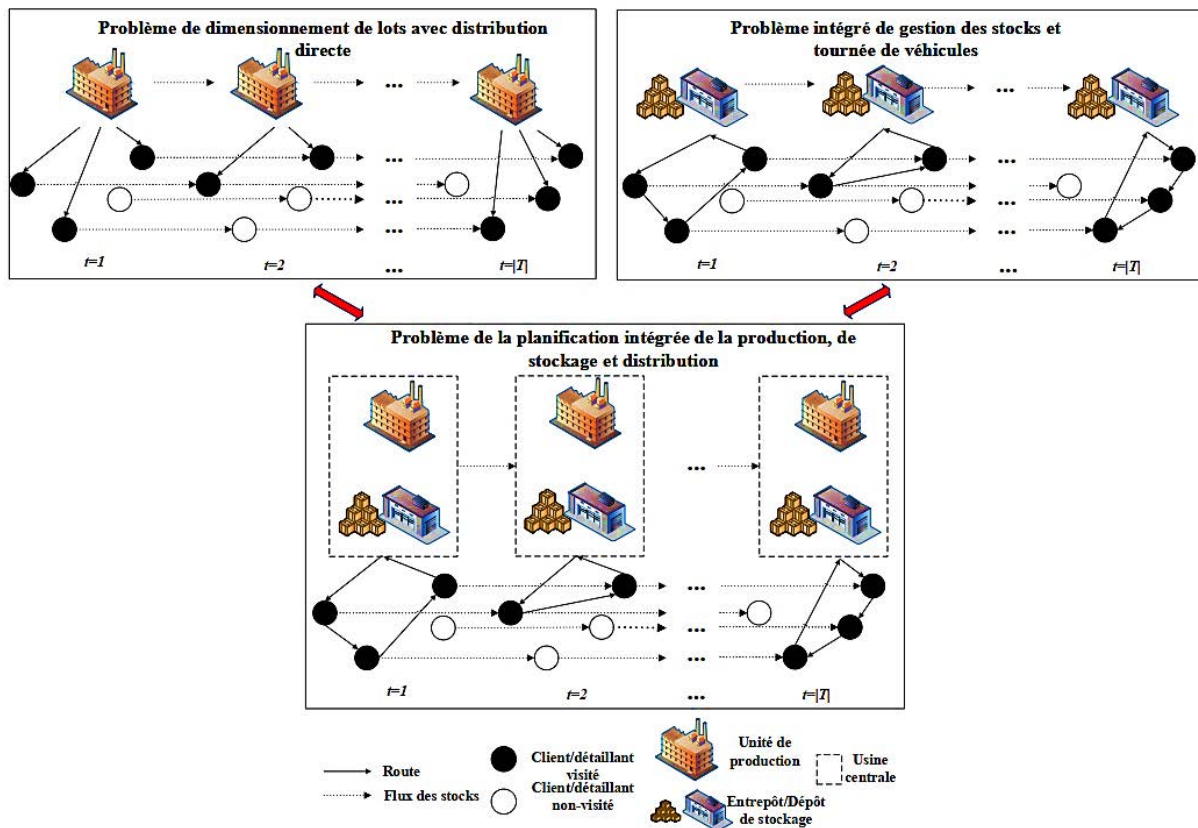 Problème de dimensionnement de lots avec distribution
directe
...
...
...
...
...
t=1
t=2
...
t=|T|
Problème intégré de gestion des stocks et
tournée de véhicules
...
...
...
...
...
t=1
t=2
...
t=|T|
Problème de la planification intégrée de la production, de
stockage et distribution
...
...
...
...
...
t=1
t=2
...
t=|T|
Route
Flux des stocks
Client/détaillant
visité
Client/détaillant
non-visité
Unité de
production
Entrepôt/Dépôt
de stockage
Usine
centrale